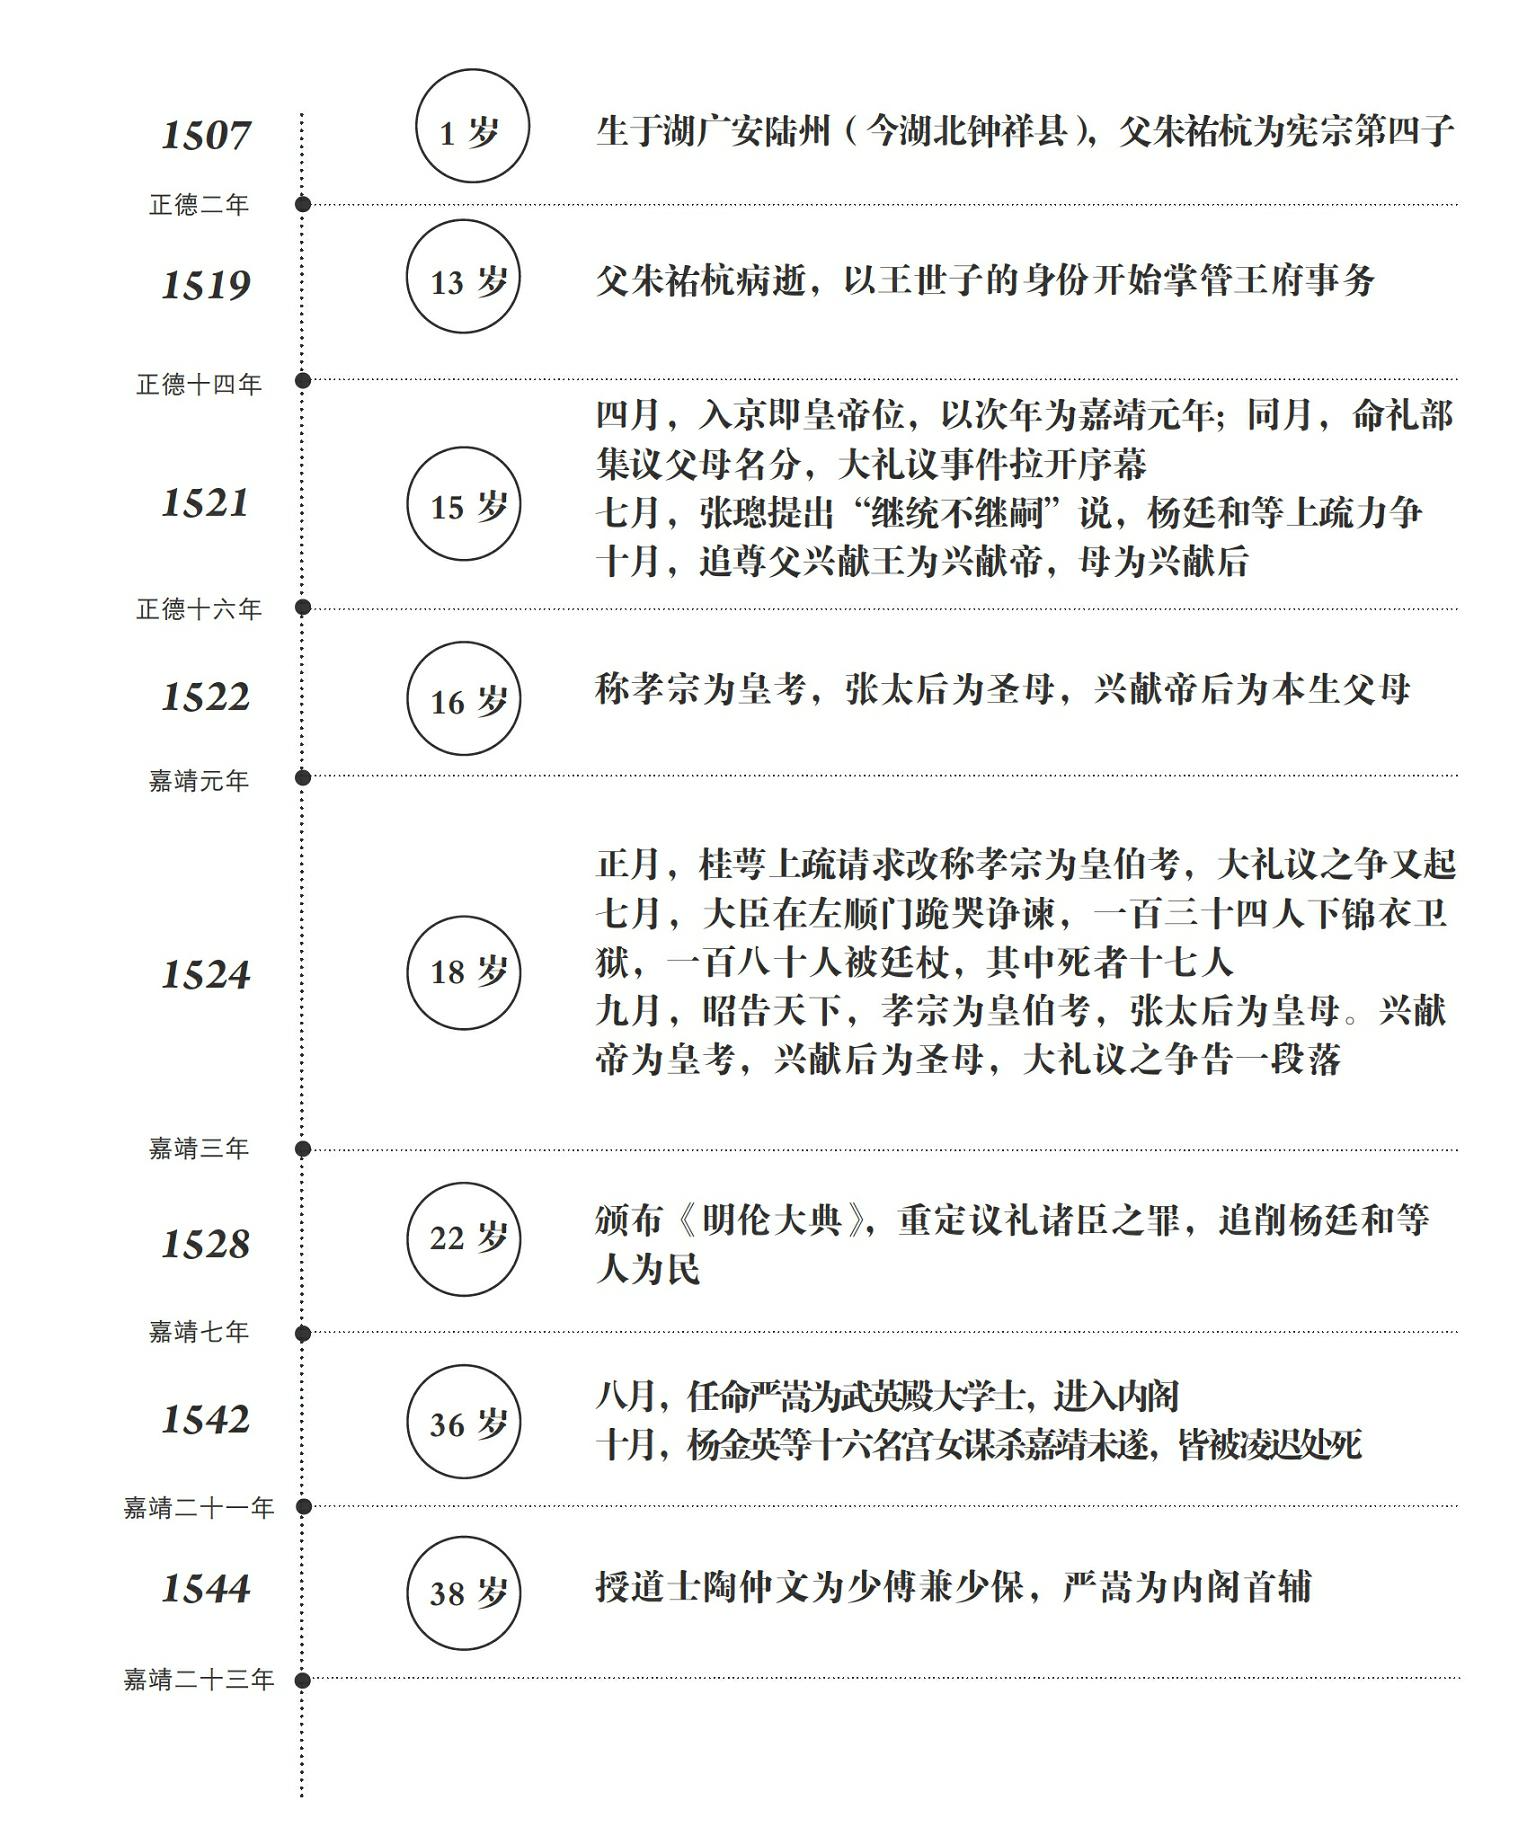 1507
1 岁
生于湖广安陆州（今湖北钟祥县），父朱祐杬为宪宗第四子
正德二年
1519
13 岁
父朱祐杬病逝，以王世子的身份开始掌管王府事务
正德十四年
1521
15 岁
四月，入京即皇帝位，以次年为嘉靖元年；同月，命礼部
集议父母名分，大礼议事件拉开序幕
七月，张璁提出“继统不继嗣”说，杨廷和等上疏力争
十月，追尊父兴献王为兴献帝，母为兴献后
正德十六年
1522
16 岁
称孝宗为皇考，张太后为圣母，兴献帝后为本生父母
嘉靖元年
1524
18 岁
正月，桂萼上疏请求改称孝宗为皇伯考，大礼议之争又起
七月，大臣在左顺门跪哭诤谏，一百三十四人下锦衣卫
狱，一百八十人被廷杖，其中死者十七人
九月，昭告天下，孝宗为皇伯考，张太后为皇母。兴献
帝为皇考，兴献后为圣母，大礼议之争告一段落
嘉靖三年
1528
22 岁
颁布《明伦大典》，重定议礼诸臣之罪，追削杨廷和等
人为民
嘉靖七年
1542
36 岁
八月，任命严嵩为武英殿大学士，进入内阁
十月，杨金英等十六名宫女谋杀嘉靖未遂，皆被凌迟处死
嘉靖二十一年
1544
38 岁
授道士陶仲文为少傅兼少保，严嵩为内阁首辅
嘉靖二十三年